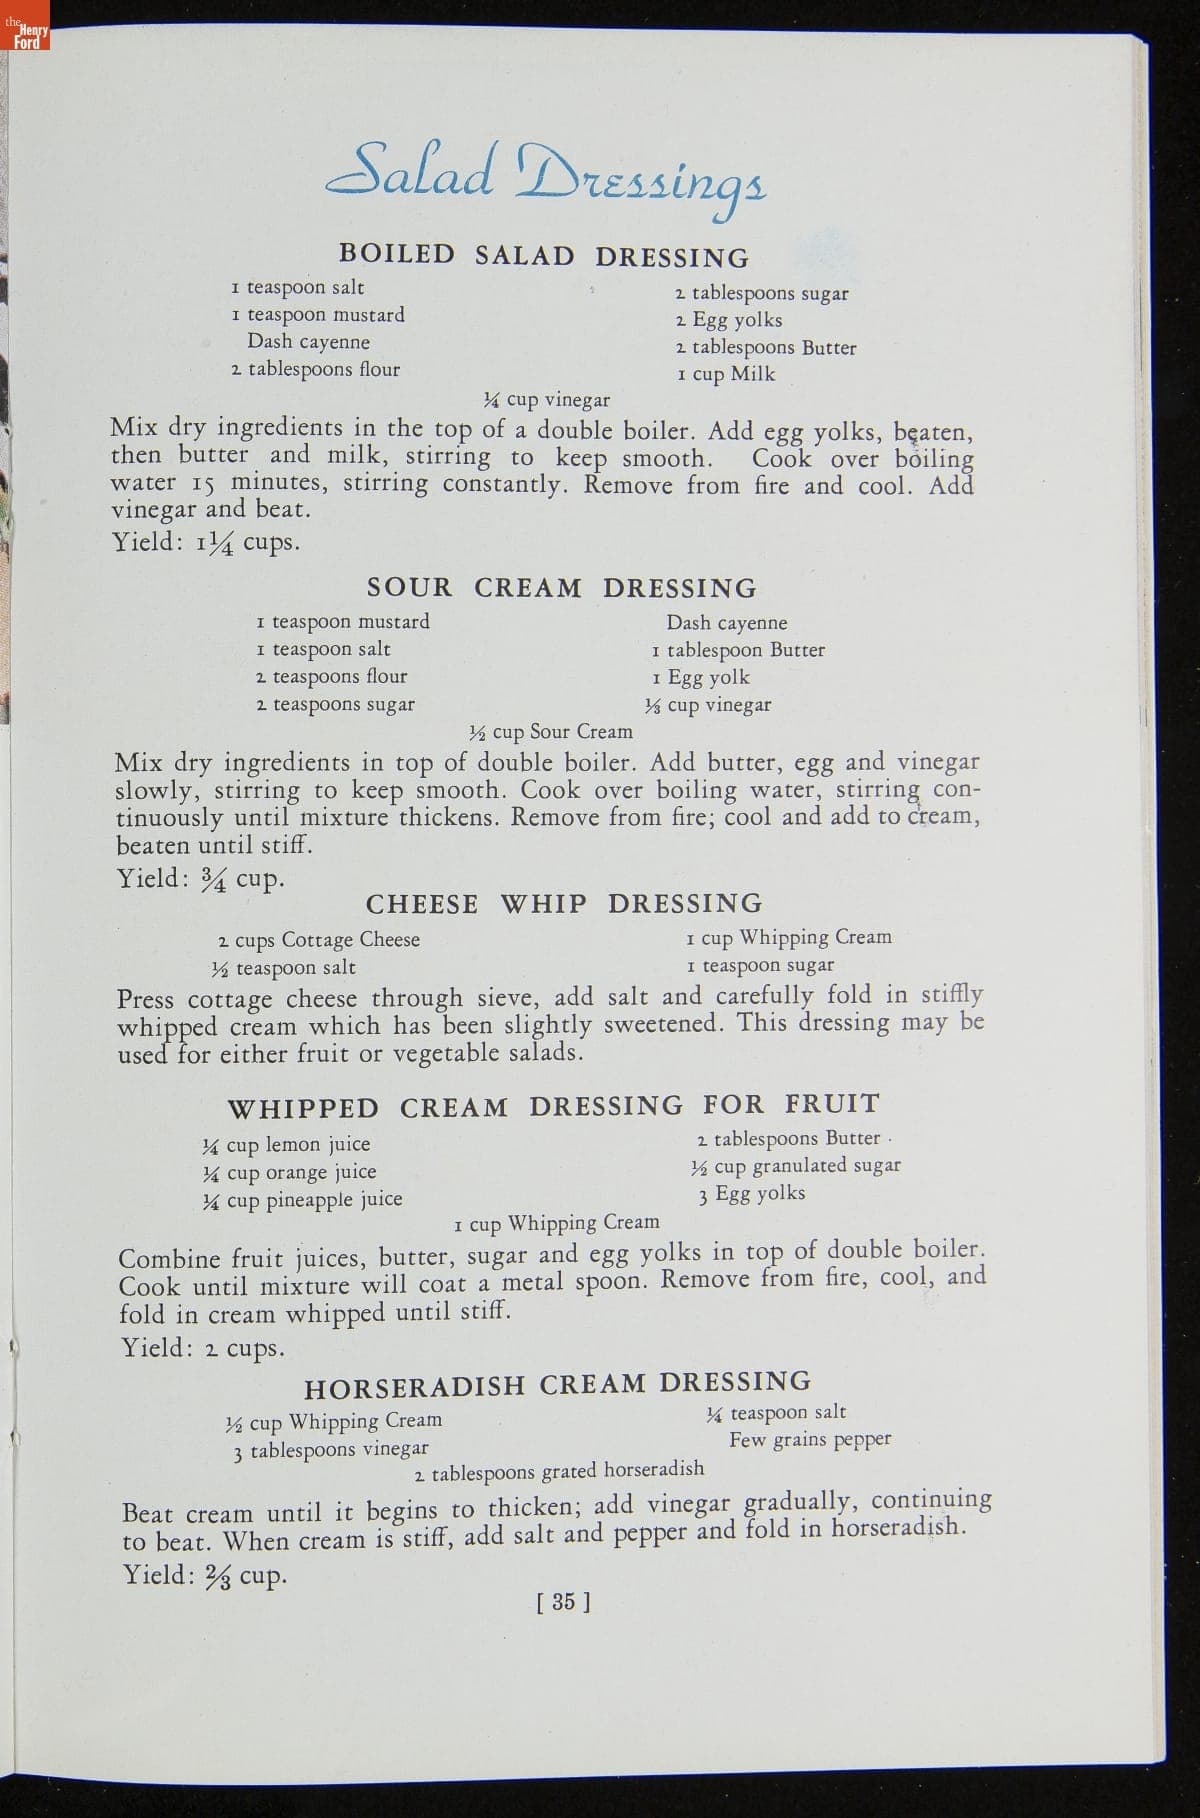 the
Henry
Ford
Salad Dressings
BOILED SALAD DRESSING
1 teaspoon salt
1 teaspoon mustard
Dash cayenne
2 tablespoons flour
2 tablespoons sugar
2 Egg yolks
2 tablespoons Butter
1 cup Milk
¼ cup vinegar
Mix dry ingredients in the top of a double boiler. Add egg yolks, beaten,
then butter and milk, stirring to keep smooth. Cook over boiling
water 15 minutes, stirring constantly. Remove from fire and cool. Add
vinegar and beat.
Yield: 1¼ cups.
SOUR CREAM DRESSING
1 teaspoon mustard
1 teaspoon salt
2 teaspoons flour
2 teaspoons sugar
Dash cayenne
1 tablespoon Butter
1 Egg yolk
⅓ cup vinegar
½ cup Sour Cream
Mix dry ingredients in top of double boiler. Add butter, egg and vinegar
slowly, stirring to keep smooth. Cook over boiling water, stirring con-
tinuously until mixture thickens. Remove from fire; cool and add to cream,
beaten until stiff.
Yield: ¾ cup.
CHEESE WHIP DRESSING
2 cups Cottage Cheese
½ teaspoon salt
1 cup Whipping Cream
1 teaspoon sugar
Press cottage cheese through sieve, add salt and carefully fold in stiffly
whipped cream which has been slightly sweetened. This dressing may be
used for either fruit or vegetable salads.
WHIPPED CREAM DRESSING FOR FRUIT
¼ cup lemon juice
¼ cup orange juice
¼ cup pineapple juice
2 tablespoons Butter
½ cup granulated sugar
3 Egg yolks
1 cup Whipping Cream
Combine fruit juices, butter, sugar and egg yolks in top of double boiler.
Cook until mixture will coat a metal spoon. Remove from fire, cool, and
fold in cream whipped until stiff.
Yield: 2 cups.
HORSERADISH CREAM DRESSING
½ cup Whipping Cream
3 tablespoons vinegar
¼ teaspoon salt
Few grains pepper
2 tablespoons grated horseradish
Beat cream until it begins to thicken; add vinegar gradually, continuing
to beat. When cream is stiff, add salt and pepper and fold in horseradish.
Yield: ⅔ cup.
[ 35 ]